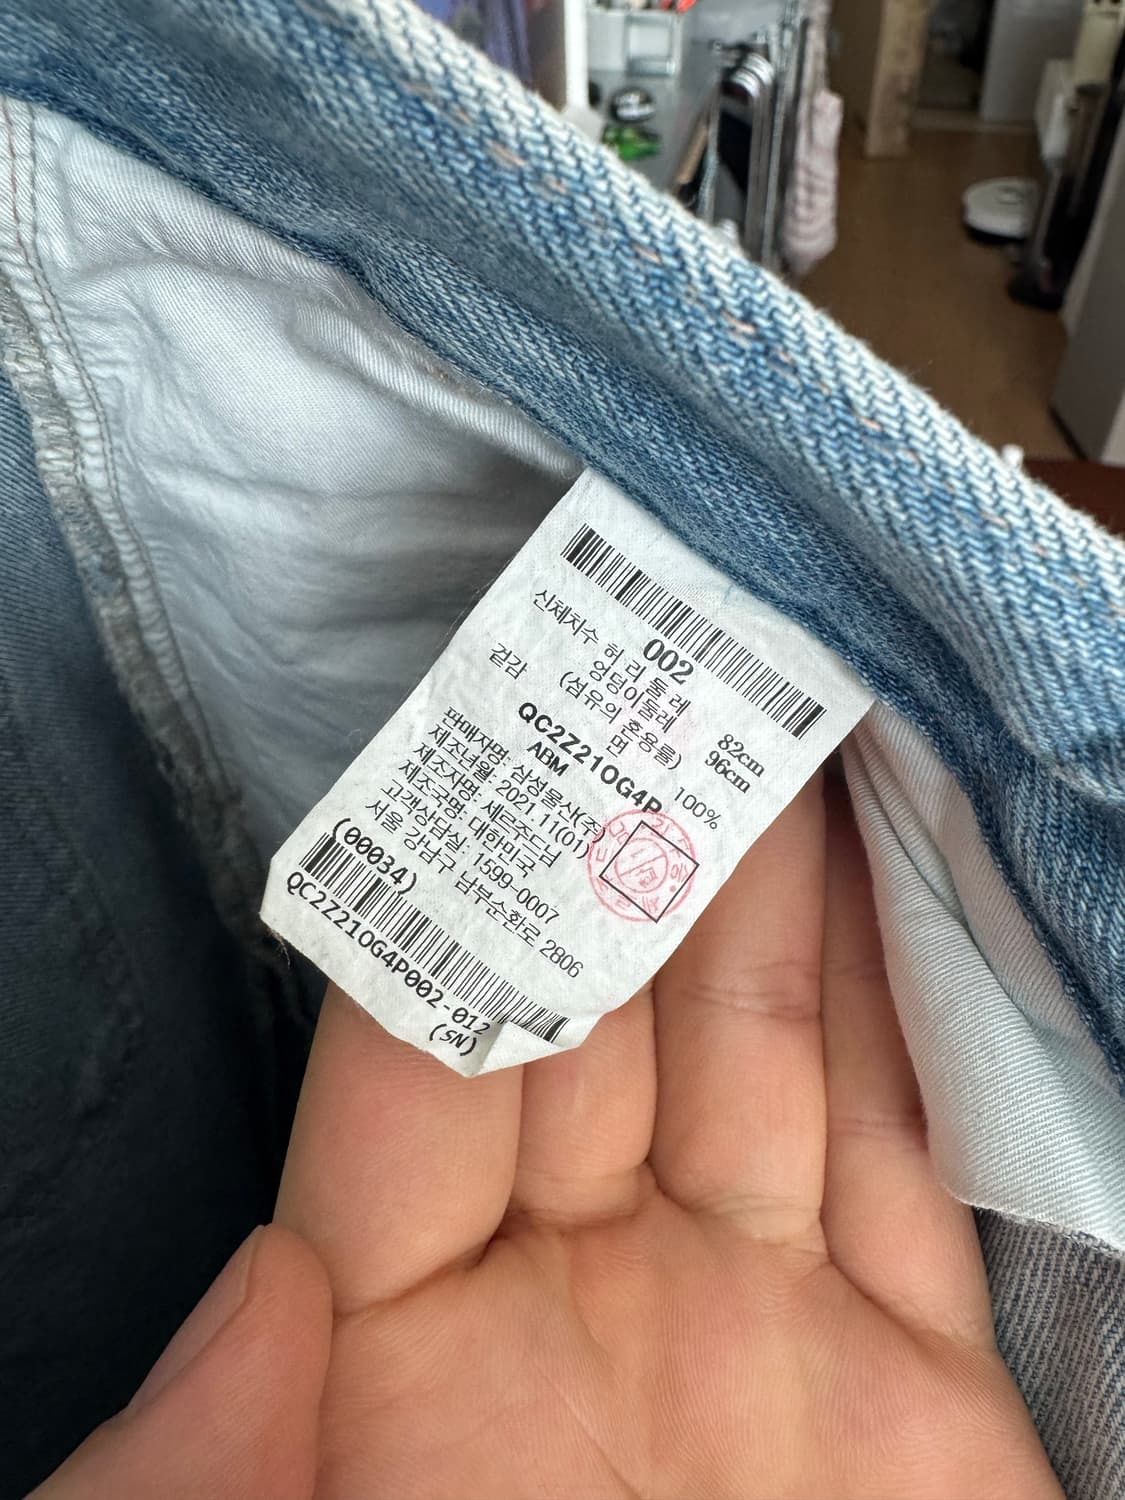 002
신체치수 허리둘레 82cm
엉덩이둘레 96cm
(섬유의 혼용률)
겉감 면 100%
QC2Z21OG4P
ABM
판매자명: 삼성물산(주)
제조년월: 2021.11(01)
제조자명 세르쥬드님
제조국명 대한민국
고객상담실: 1599-0007
서울 강남구 남부순환로 2806
(00034)
QC2Z21OG4P002-012
(SN)